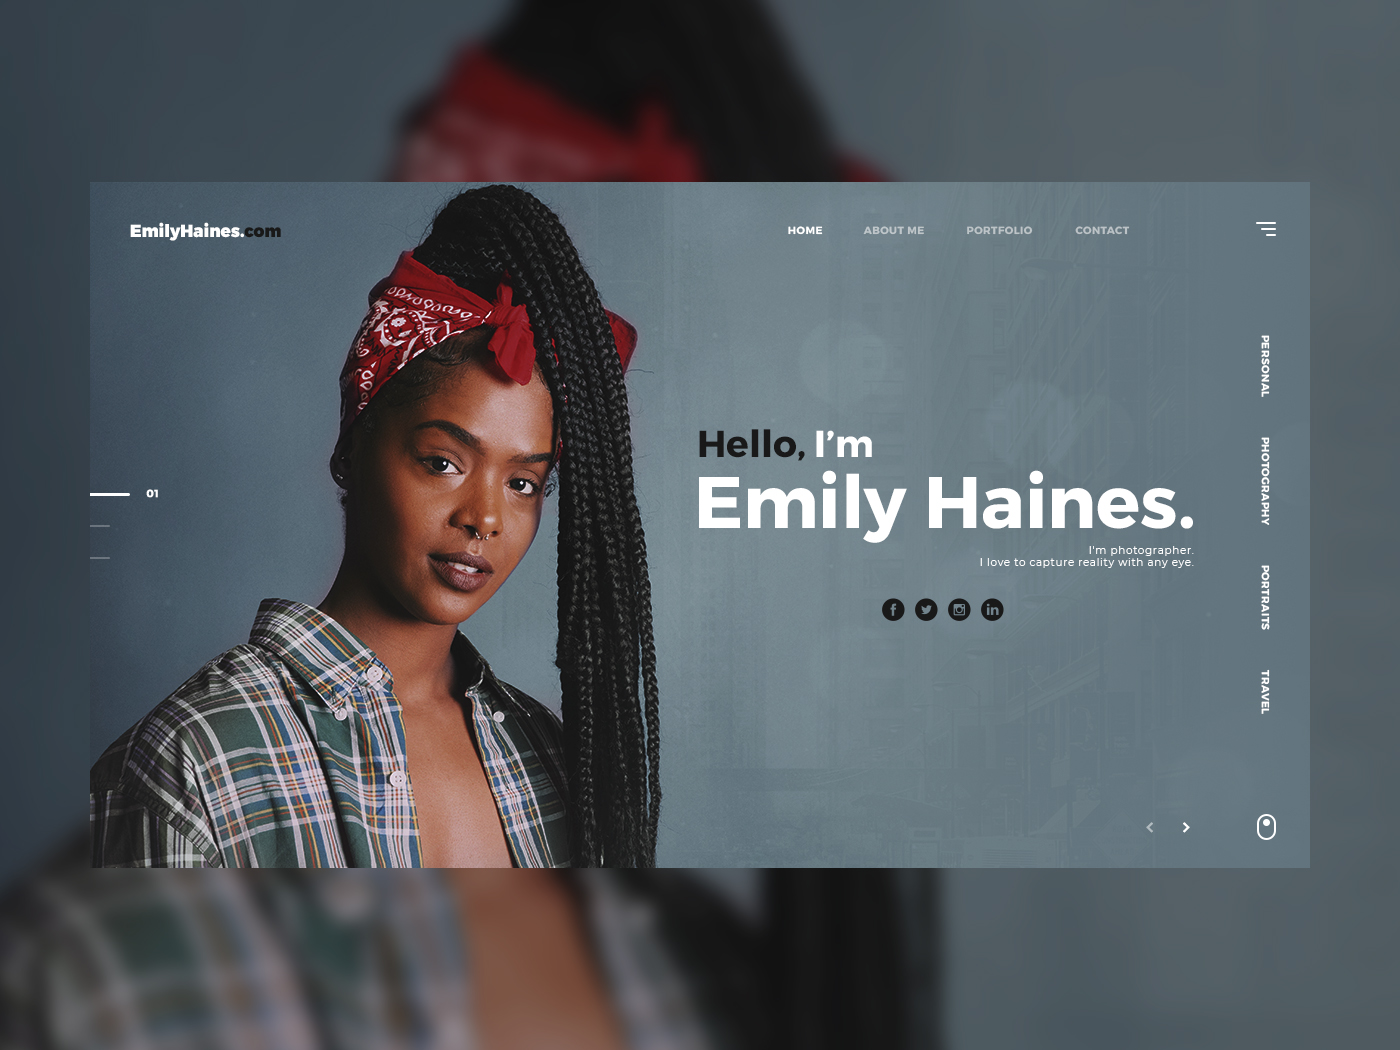 EmilyHaines.com
HOME ABOUT ME PORTFOLIO CONTACT
01
Hello, I'm
Emily Haines.
I'm photographer.
I love to capture reality with any eye.
f in
PERSONAL
PHOTOGRAPHY
PORTRAITS
TRAVEL